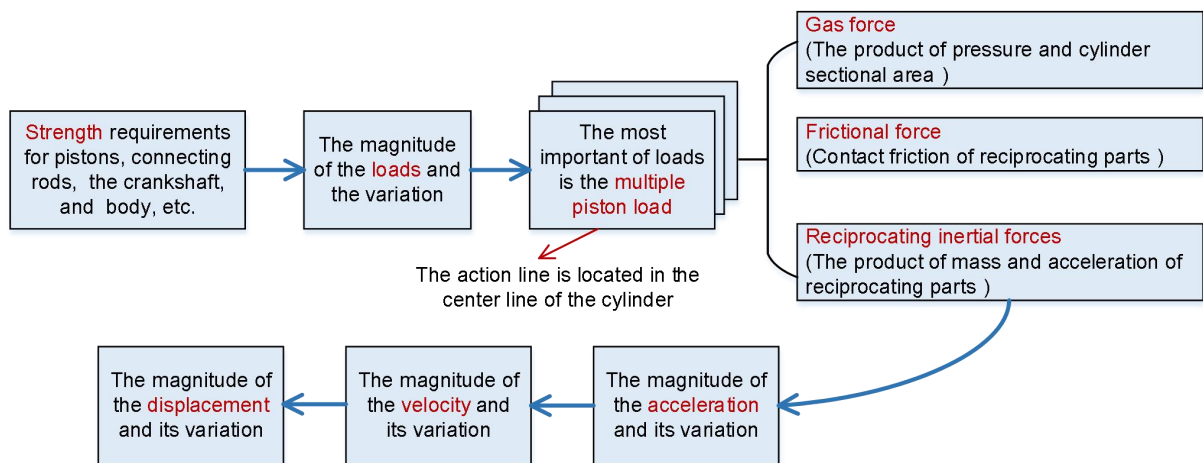 Strength requirements
for pistons, connecting
rods, the crankshaft,
and body, etc.
The magnitude
of the loads and
the variation
The most
important of loads
is the multiple
piston load
The action line is located in the
center line of the cylinder
Gas force
(The product of pressure and cylinder
sectional area )
Frictional force
(Contact friction of reciprocating parts )
Reciprocating inertial forces
(The product of mass and acceleration of
reciprocating parts )
The magnitude of
the acceleration
and its variation
The magnitude of
the velocity and
its variation
The magnitude of
the displacement
and its variation